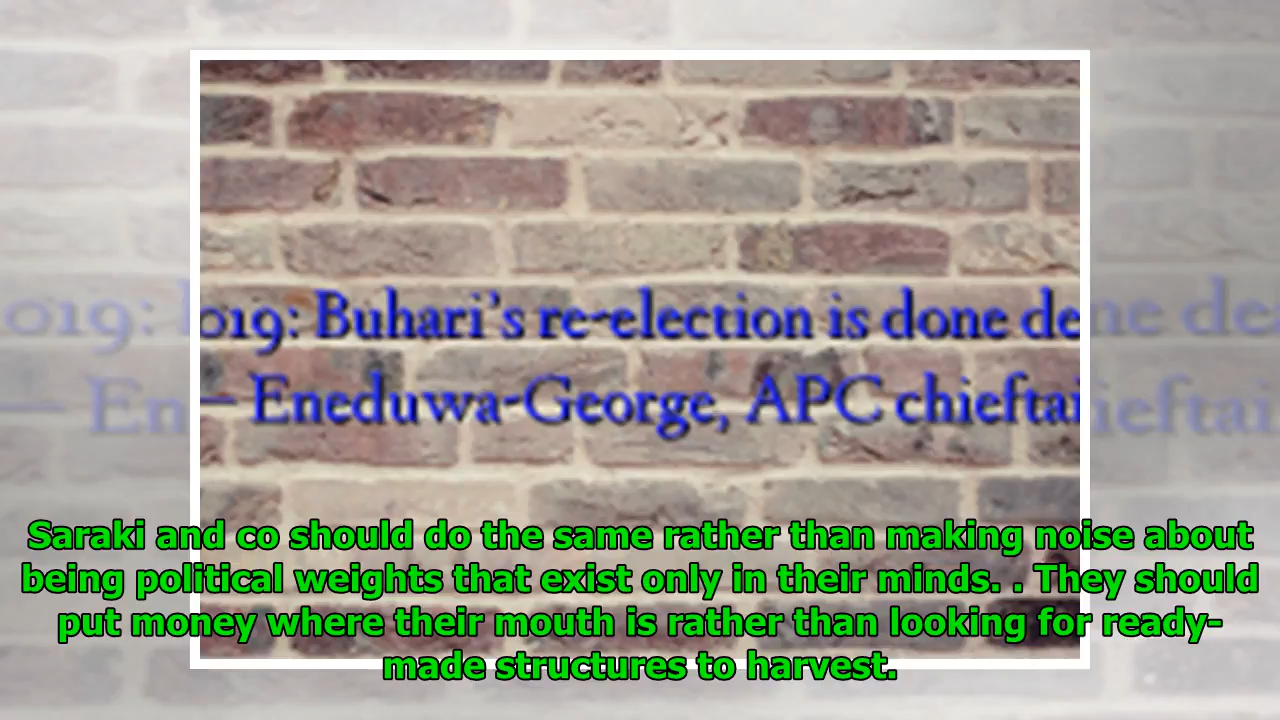 019: Buhari's re-election is done de
— Eneduwa-George, APC chieftai
Saraki and co should do the same rather than making noise about
being political weights that exist only in their minds. . They should
put money where their mouth is rather than looking for ready-
made structures to harvest.